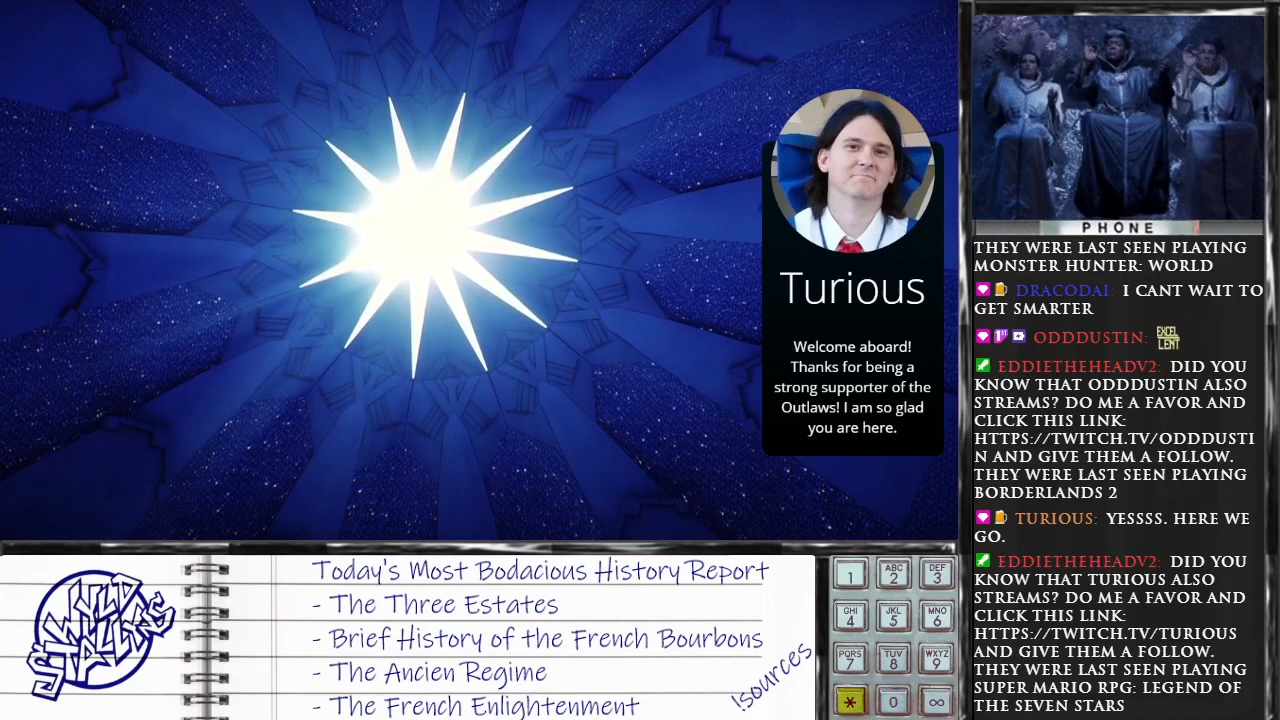 Turious
Welcome aboard!
Thanks for being a
strong supporter of the
Outlaws! I am so glad
you are here.
PHONE
THEY WERE LAST SEEN PLAYING
MONSTER HUNTER: WORLD
DRACODAI: I CANT WAIT TO
GET SMARTER
1ST ODDDUSTIN: EXCEL
LENT
EDDIETHEHEADV2: DID YOU
KNOW THAT ODDDUSTIN ALSO
STREAMS? DO ME A FAVOR AND
CLICK THIS LINK:
HTTPS://TWITCH.TV/ODDDUSTI
N AND GIVE THEM A FOLLOW.
THEY WERE LAST SEEN PLAYING
BORDERLANDS 2
TURIOUS: YESSSS. HERE WE
GO.
EDDIETHEHEADV2: DID YOU
KNOW THAT TURIOUS ALSO
STREAMS? DO ME A FAVOR AND
CLICK THIS LINK:
HTTPS://TWITCH.TV/TURIOUS
AND GIVE THEM A FOLLOW.
THEY WERE LAST SEEN PLAYING
SUPER MARIO RPG: LEGEND OF
THE SEVEN STARS
WYLD
STALLYNS
Today's Most Bodacious History Report
- The Three Estates
- Brief History of the French Bourbons
- The Ancien Regime
- The French Enlightenment
!sources
1 ABC 2 DEF 3
GHI 4 JKL 5 MNO 6
PQRS 7 TUV 8 WXYZ 9
* 0 ∞